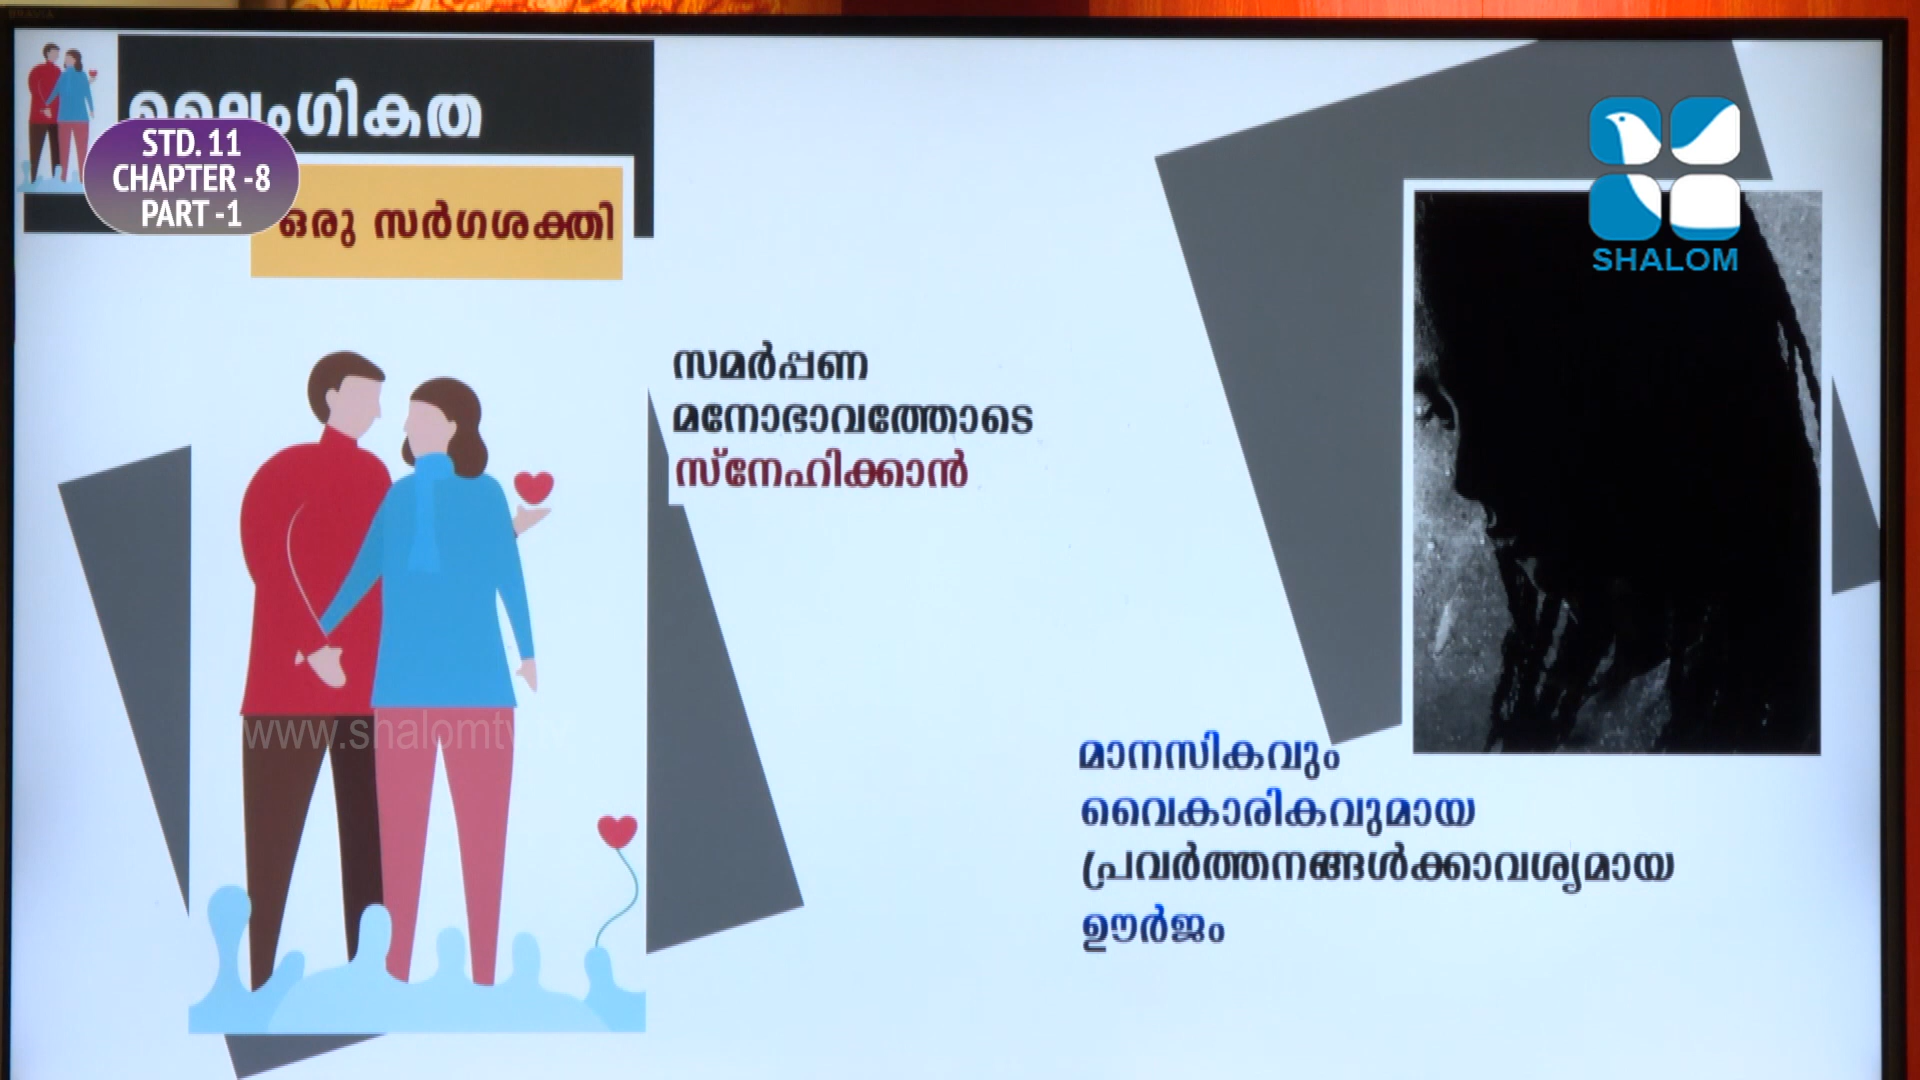 ലൈംഗികത
STD. 11
CHAPTER -8
PART -1
ഒരു സർഗശക്തി
SHALOM
സമർപ്പണ
മനോഭാവത്തോടെ
സ്നേഹിക്കാൻ
www.shalomtv.tv
മാനസികവും
വൈകാരികവുമായ
പ്രവർത്തനങ്ങൾക്കാവശ്യമായ
ഊർജം